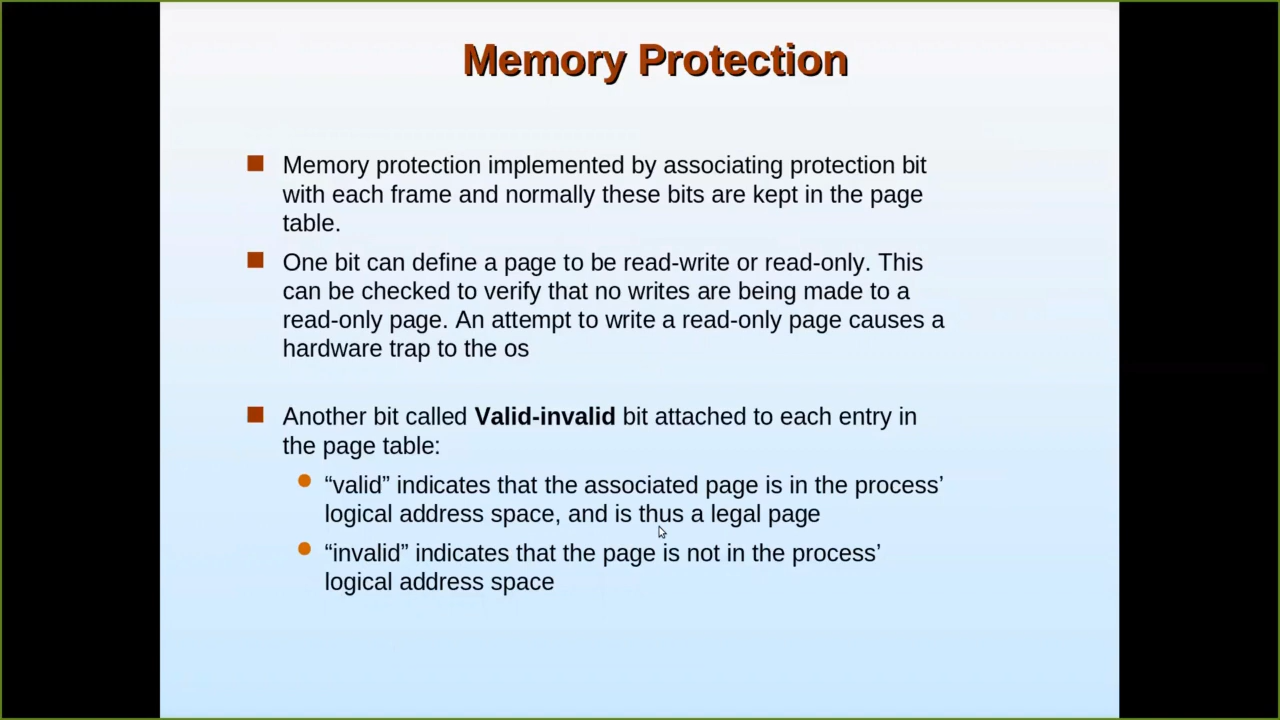 Memory Protection
Memory protection implemented by associating protection bit
with each frame and normally these bits are kept in the page
table.
One bit can define a page to be read-write or read-only. This
can be checked to verify that no writes are being made to a
read-only page. An attempt to write a read-only page causes a
hardware trap to the os
Another bit called Valid-invalid bit attached to each entry in
the page table:
“valid” indicates that the associated page is in the process’
logical address space, and is thus a legal page
“invalid” indicates that the page is not in the process’
logical address space